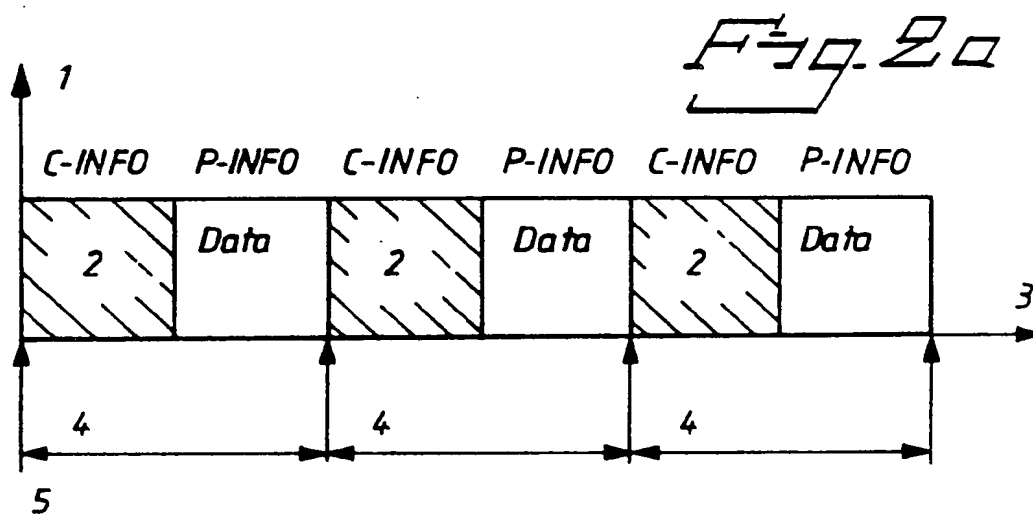 Fig. 2a
1
C-INFO P-INFO C-INFO P-INFO C-INFO P-INFO
2 Data 2 Data 2 Data
3
4 4 4
5